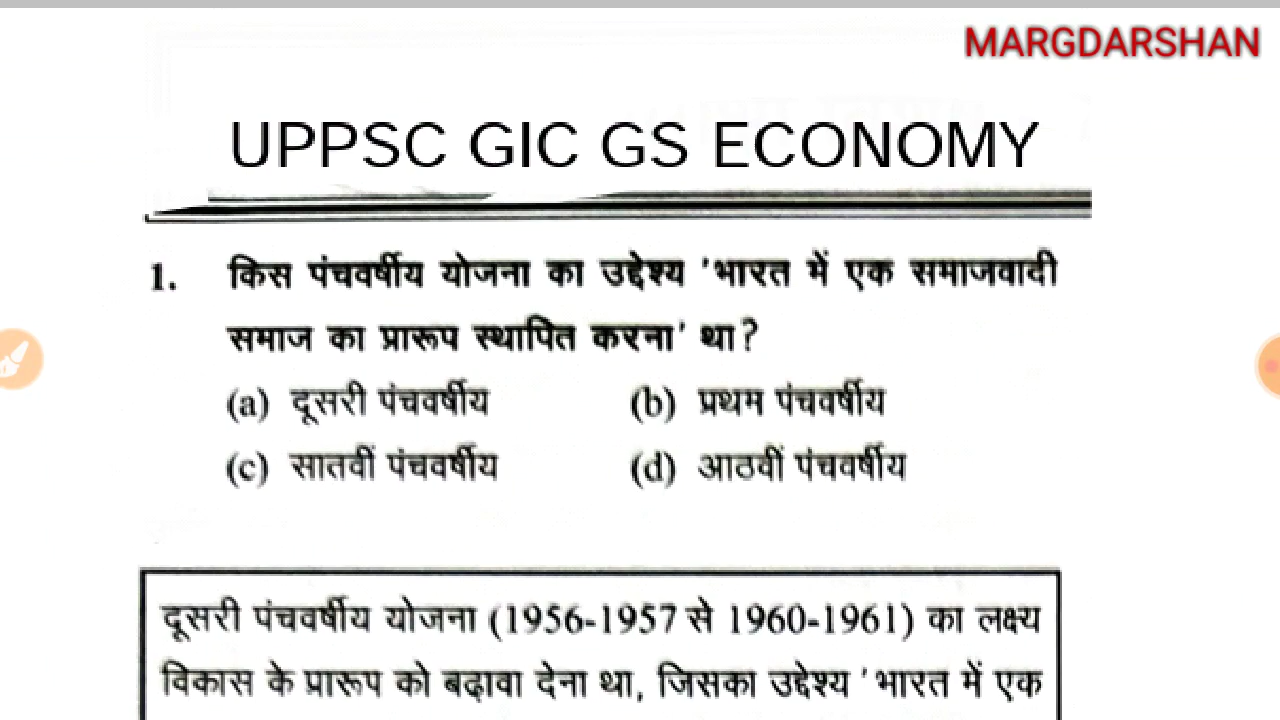 MARGDARSHAN
UPPSC GIC GS ECONOMY
1. किस पंचवर्षीय योजना का उद्देश्य 'भारत में एक समाजवादी
समाज का प्रारूप स्थापित करना' था?
(a) दूसरी पंचवर्षीय (b) प्रथम पंचवर्षीय
(c) सातवीं पंचवर्षीय (d) आठवीं पंचवर्षीय
दूसरी पंचवर्षीय योजना (1956-1957 से 1960-1961) का लक्ष्य
विकास के प्रारूप को बढ़ावा देना था, जिसका उद्देश्य 'भारत में एक